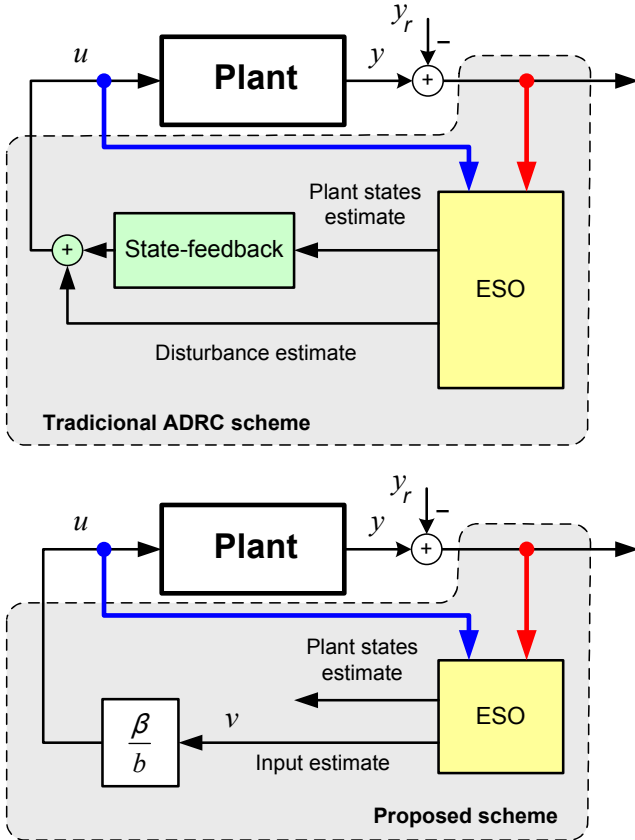 y_r
−
u
Plant
y
+
Plant states
estimate
State-feedback
+
ESO
Disturbance estimate
Tradicional ADRC scheme
y_r
−
u
Plant
y
+
Plant states
estimate
ESO
β
b
v
Input estimate
Proposed scheme